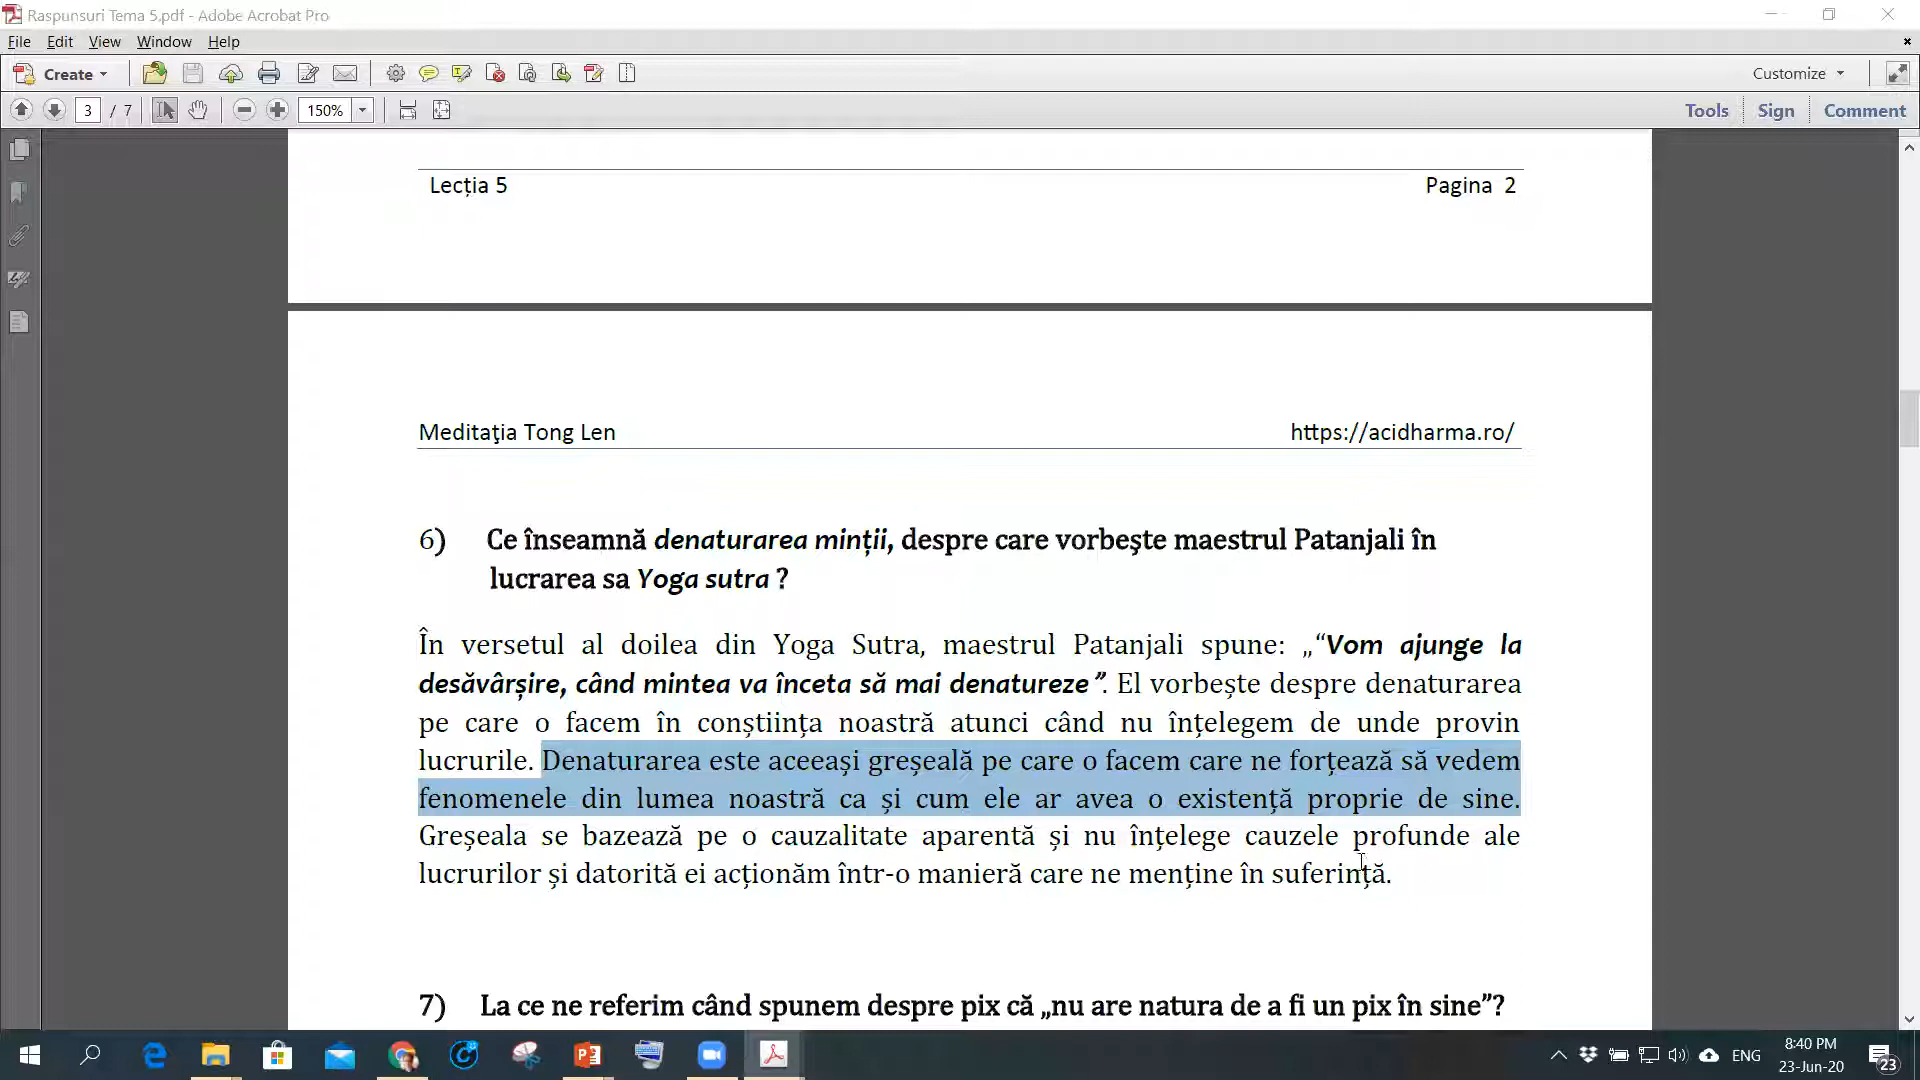 Raspunsuri Tema 5.pdf - Adobe Acrobat Pro
File Edit View Window Help
Create Customize
3 / 7 150% Tools Sign Comment
Lecția 5 Pagina 2
Meditaţia Tong Len https://acidharma.ro/
6) Ce înseamnă denaturarea minții, despre care vorbește maestrul Patanjali în
lucrarea sa Yoga sutra ?
În versetul al doilea din Yoga Sutra, maestrul Patanjali spune: „“Vom ajunge la
desăvârșire, când mintea va înceta să mai denatureze”. El vorbește despre denaturarea
pe care o facem în conștiința noastră atunci când nu înțelegem de unde provin
lucrurile. Denaturarea este aceeași greșeală pe care o facem care ne forțează să vedem
fenomenele din lumea noastră ca și cum ele ar avea o existență proprie de sine.
Greșeala se bazează pe o cauzalitate aparentă și nu înțelege cauzele profunde ale
lucrurilor și datorită ei acționăm într-o manieră care ne menține în suferință.
7) La ce ne referim când spunem despre pix că „nu are natura de a fi un pix în sine”?
ENG 8:40 PM
23-Jun-20 23